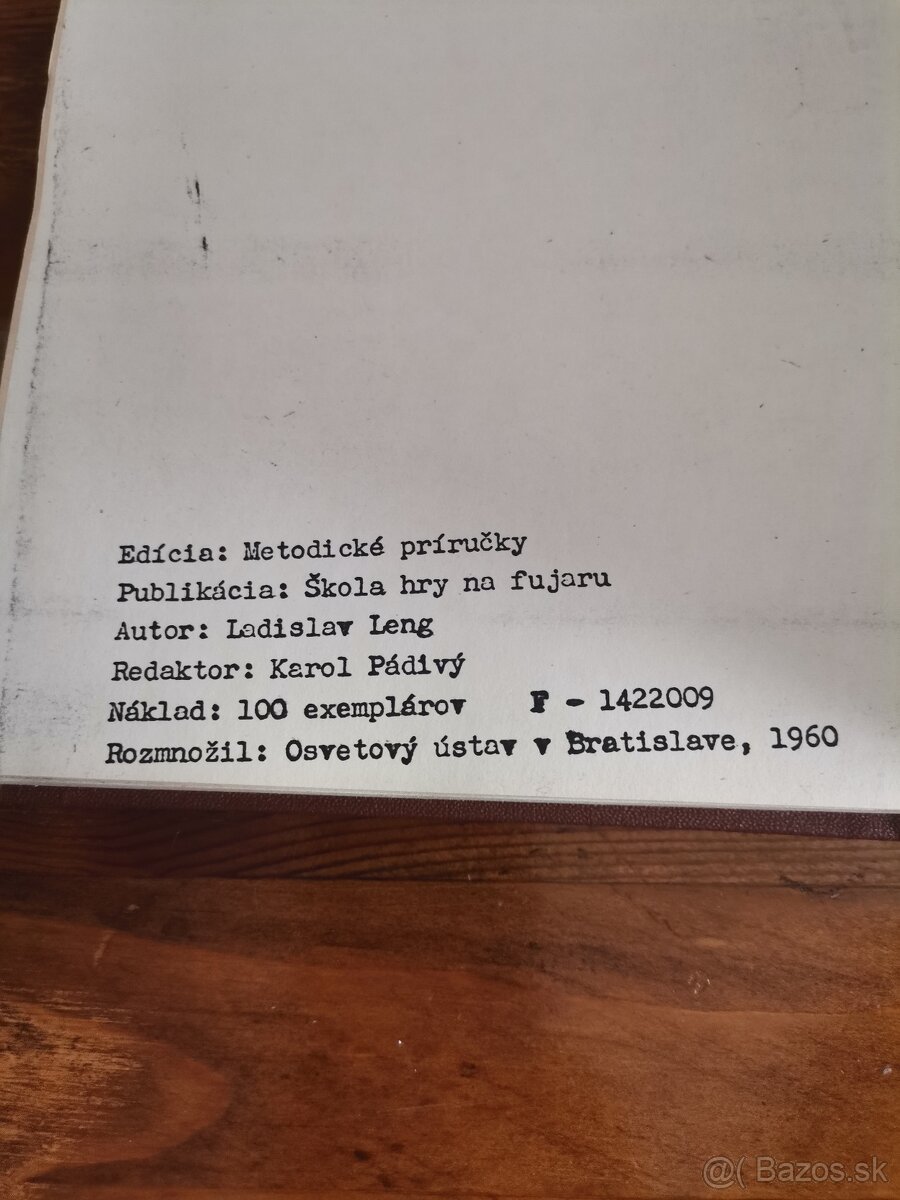 Edícia: Metodické príručky
Publikácia: Škola hry na fujaru
Autor: Ladislav Leng
Redaktor: Karol Pádivý
Náklad: 100 exemplárov F - 1422009
Rozmnožil: Osvetový ústav v Bratislave, 1960
@( Bazos.sk